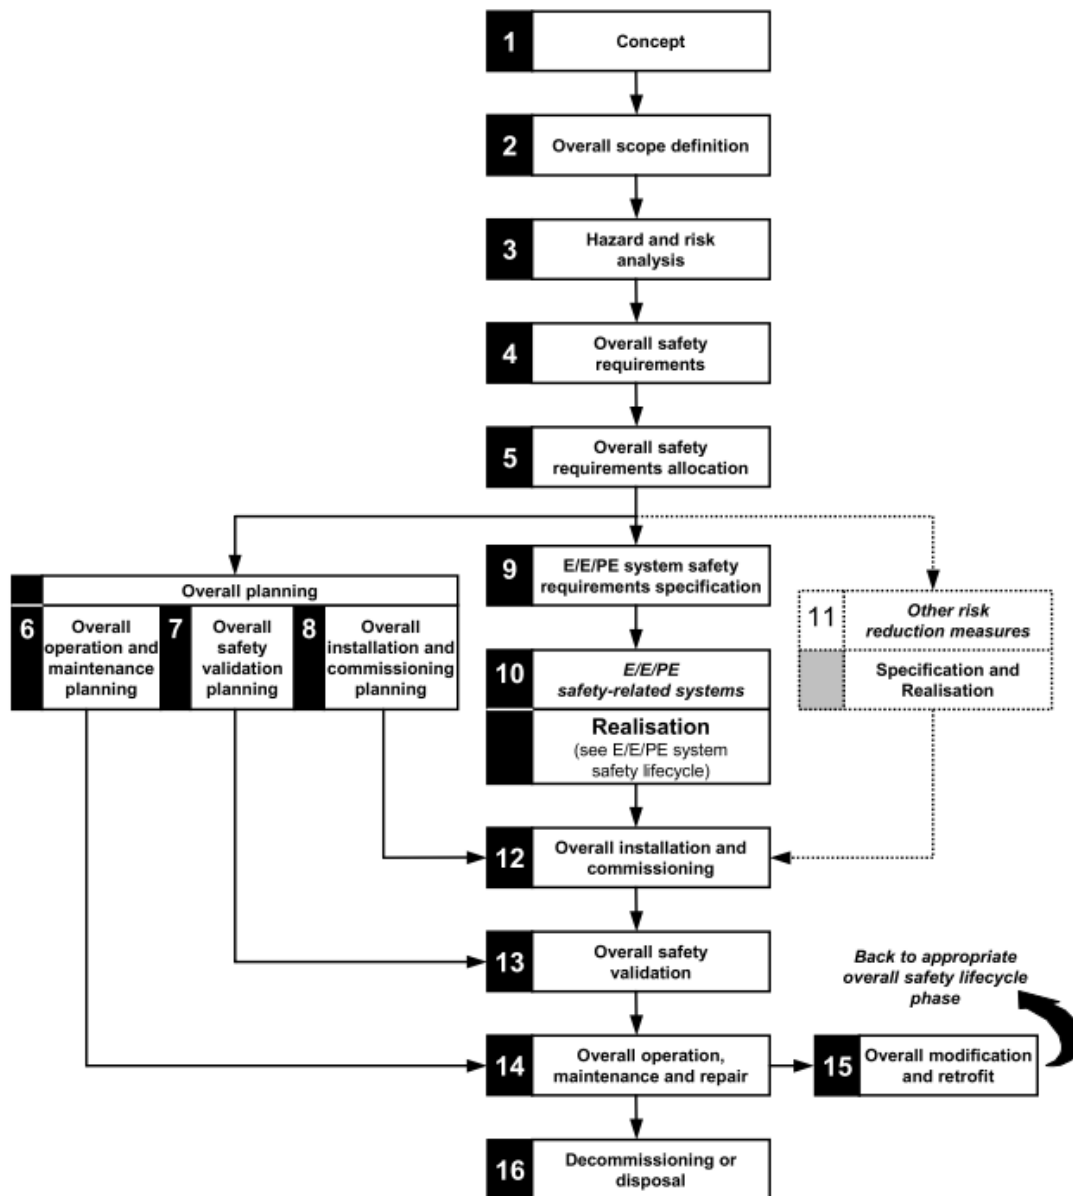 1
Concept
2
Overall scope definition
3
Hazard and risk
analysis
4
Overall safety
requirements
5
Overall safety
requirements allocation
Overall planning
6
Overall
operation and
maintenance
planning
7
Overall
safety
validation
planning
8
Overall
installation and
commissioning
planning
9
E/E/PE system safety
requirements specification
10
E/E/PE
safety-related systems
Realisation
(see E/E/PE system
safety lifecycle)
11
Other risk
reduction measures
Specification and
Realisation
12
Overall installation and
commissioning
13
Overall safety
validation
Back to appropriate
overall safety lifecycle
phase
14
Overall operation,
maintenance and repair
15
Overall modification
and retrofit
16
Decommissioning or
disposal